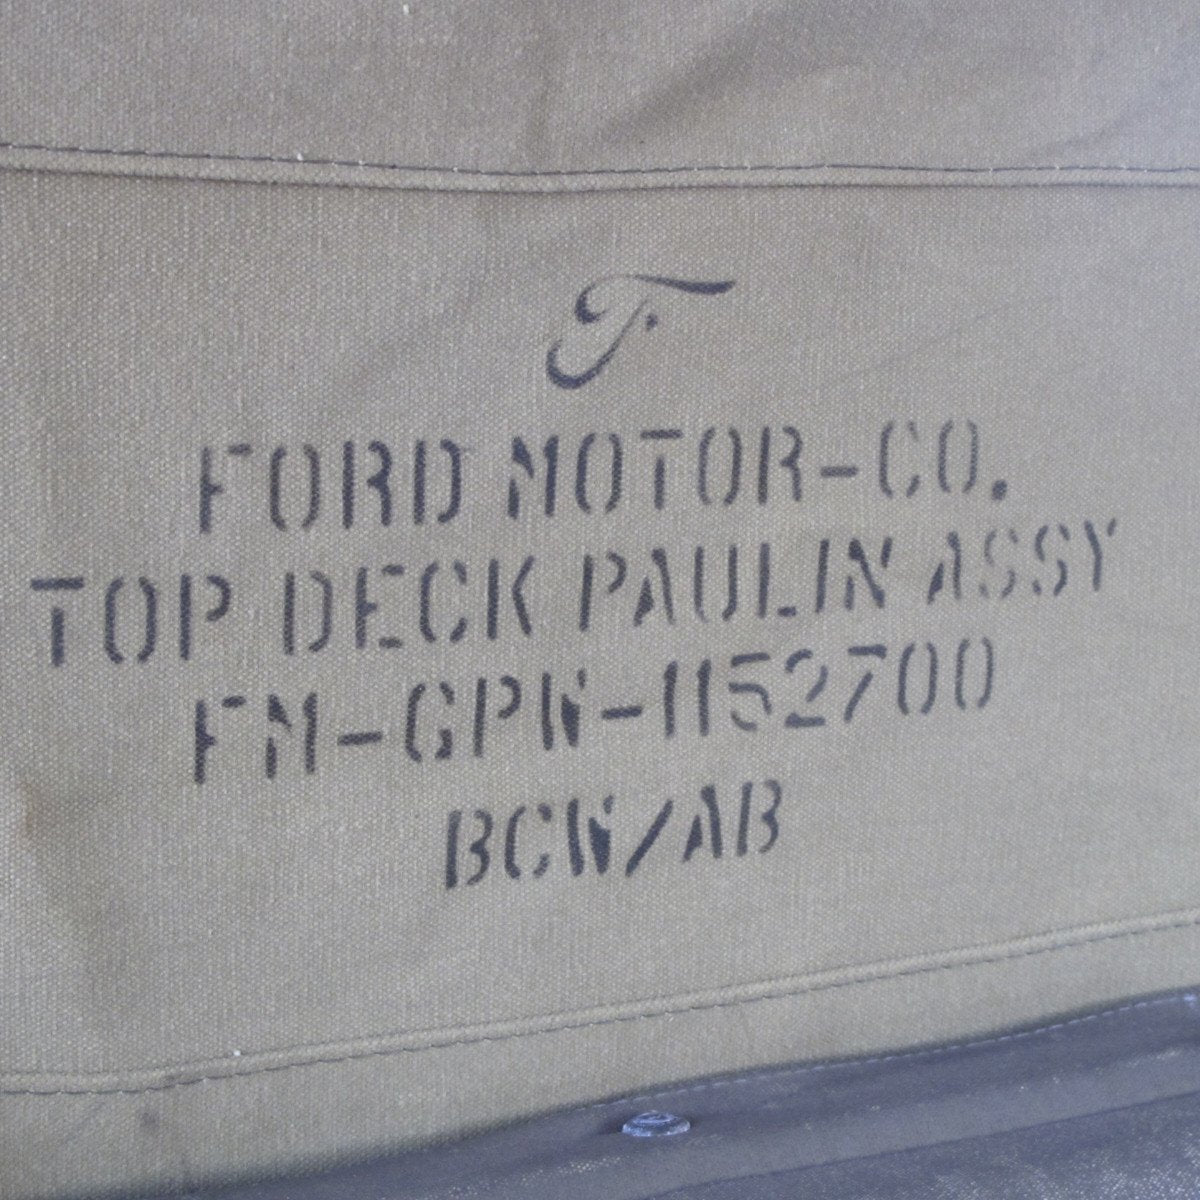 F
FORD MOTOR-CO.
TOP DECK PAULIN ASSY
FM-GPW-1152700
BCW/AB